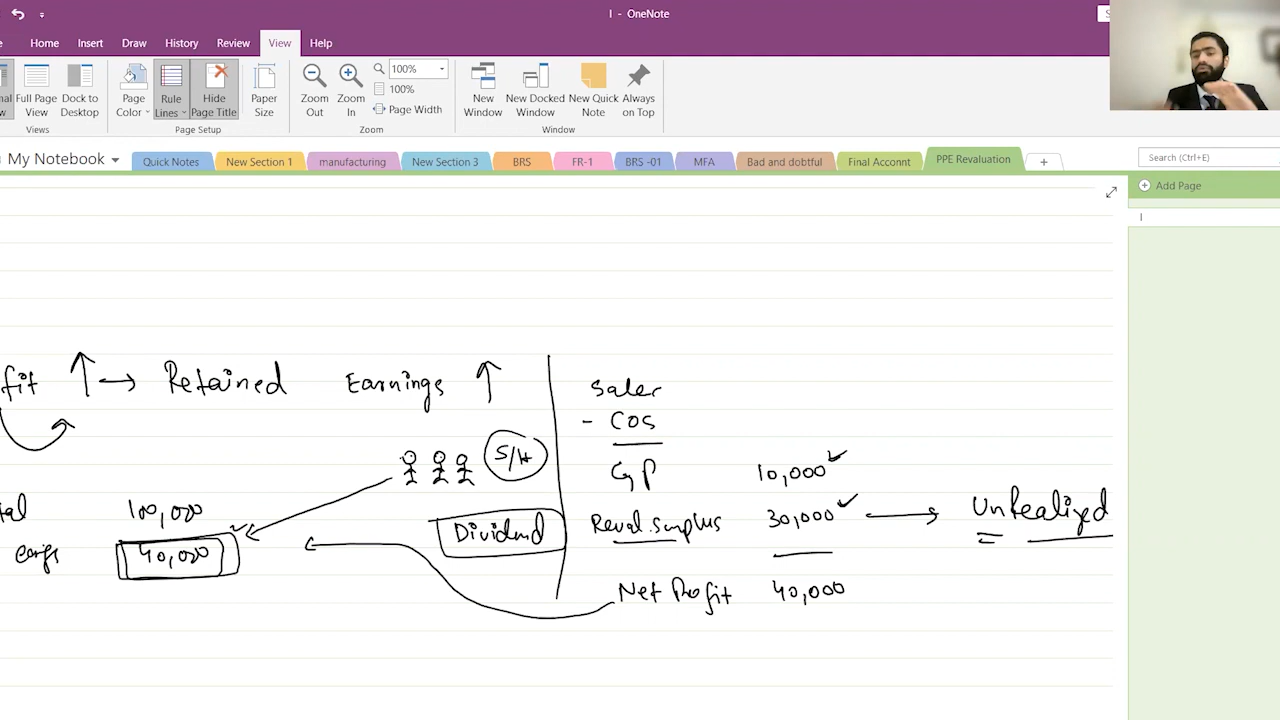 I - OneNote
Home Insert Draw History Review View Help
100%
100%
Page Width
Full Page View
Dock to Desktop
Page Color
Rule Lines
Hide Page Title
Paper Size
Zoom Out
Zoom In
New Window
New Docked Window
New Quick Note
Always on Top
Views Page Setup Zoom Window
My Notebook Quick Notes New Section 1 manufacturing New Section 3 BRS FR-1 BRS -01 MFA Bad and doubtful Final Acconnt PPE Revaluation
Search (Ctrl+E)
Add Page
I
fit ↑ → Retained Earnings ↑
S/H
Dividend
100,000
40,000
Sales
- COS
GP 10,000
Reval. Surplus 30,000 → Unrealized
Net Profit 40,000